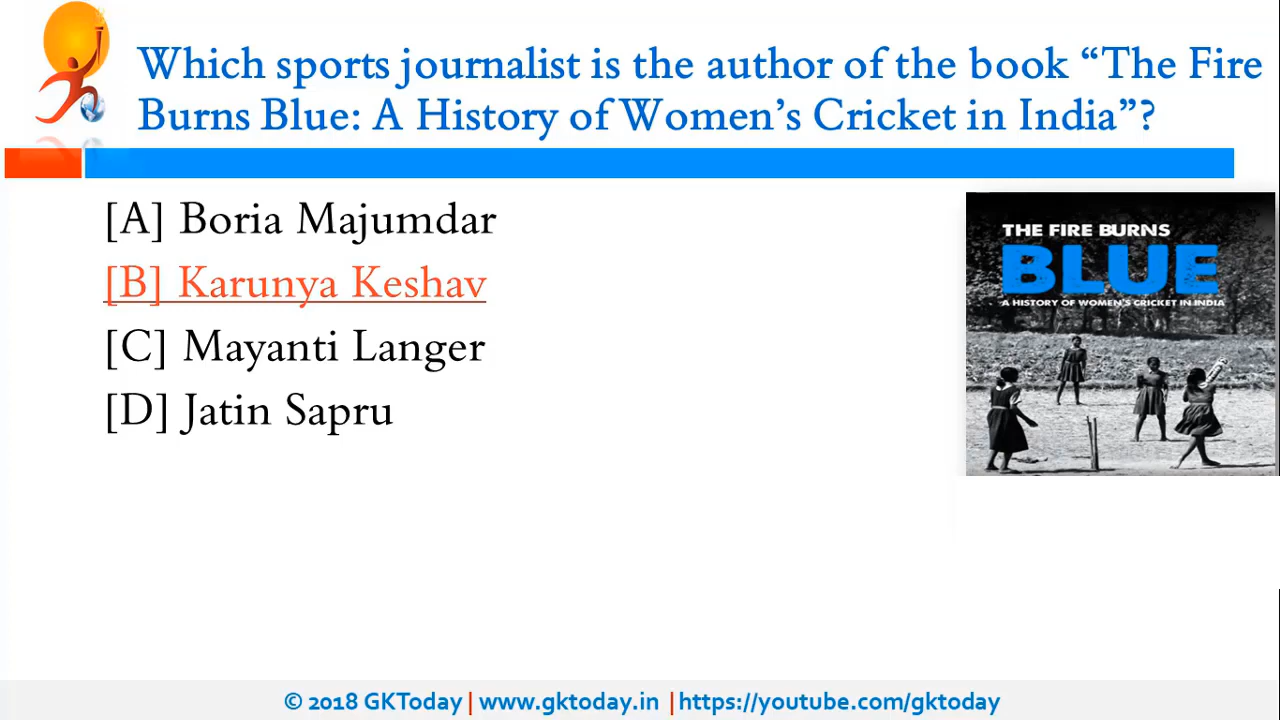 Which sports journalist is the author of the book “The Fire
Burns Blue: A History of Women’s Cricket in India”?
[A] Boria Majumdar
[B] Karunya Keshav
[C] Mayanti Langer
[D] Jatin Sapru
THE FIRE BURNS
BLUE
A HISTORY OF WOMEN'S CRICKET IN INDIA
© 2018 GKToday | www.gktoday.in | https://youtube.com/gktoday